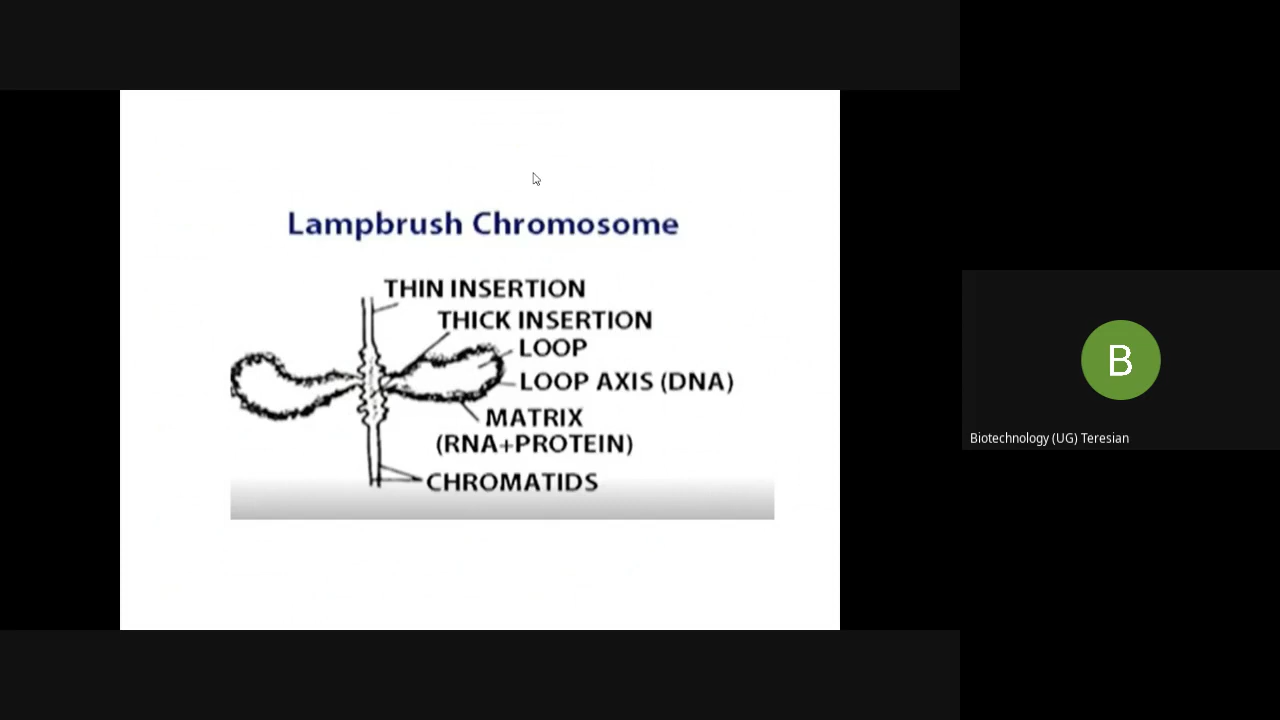 Lampbrush Chromosome
THIN INSERTION
THICK INSERTION
LOOP
LOOP AXIS (DNA)
MATRIX
(RNA+PROTEIN)
CHROMATIDS
B
Biotechnology (UG) Teresian